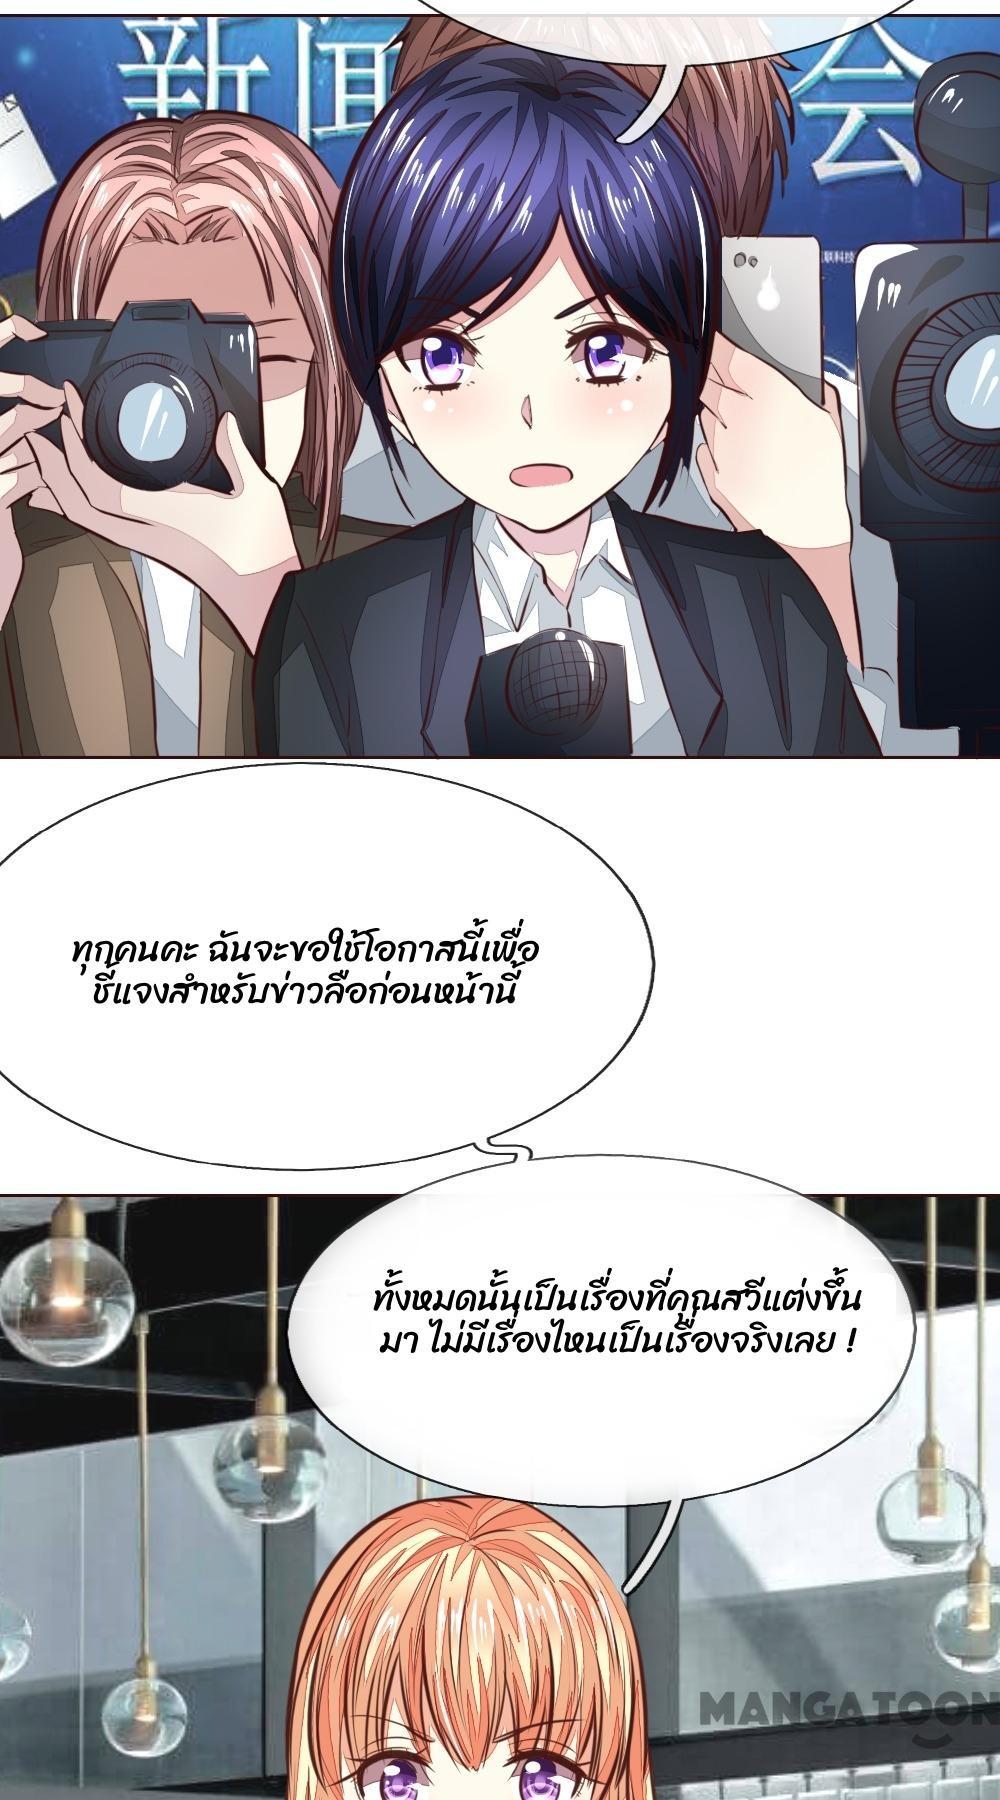 新闻 会
联科技
ทุกคนคะ ฉันจะขอใช้โอกาสนี้เพื่อ
ชี้แจงสำหรับข่าวลือก่อนหน้านี้
ทั้งหมดนั้นเป็นเรื่องที่คุณสวีแต่งขึ้น
มา ไม่มีเรื่องไหนเป็นเรื่องจริงเลย !
MANGATOON